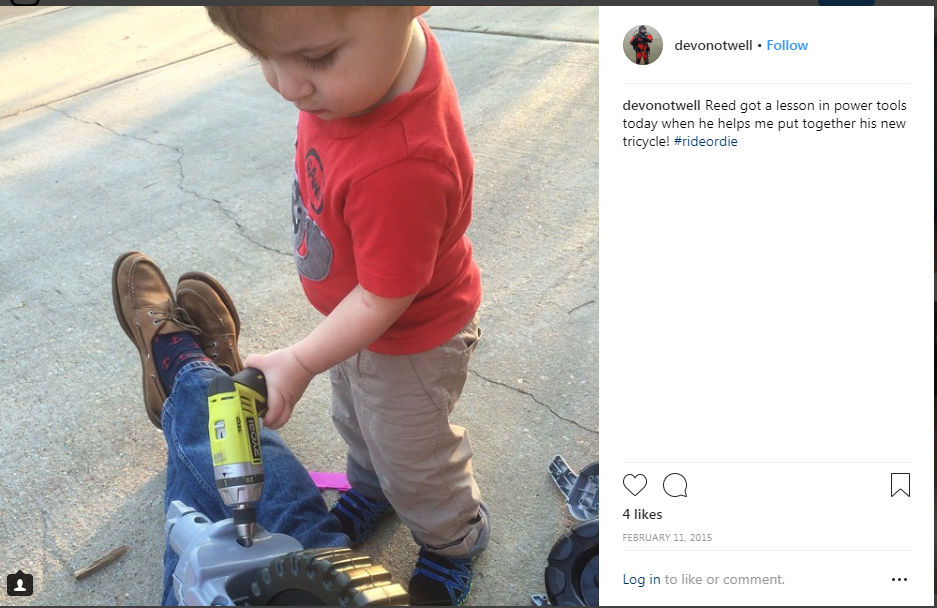 devonotwell • Follow
devonotwell Reed got a lesson in power tools
today when he helps me put together his new
tricycle! #rideordie
4 likes
FEBRUARY 11, 2015
Log in to like or comment.
RYOBI